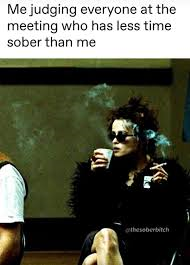 Me judging everyone at the
meeting who has less time
sober than me
@thesoberbitch